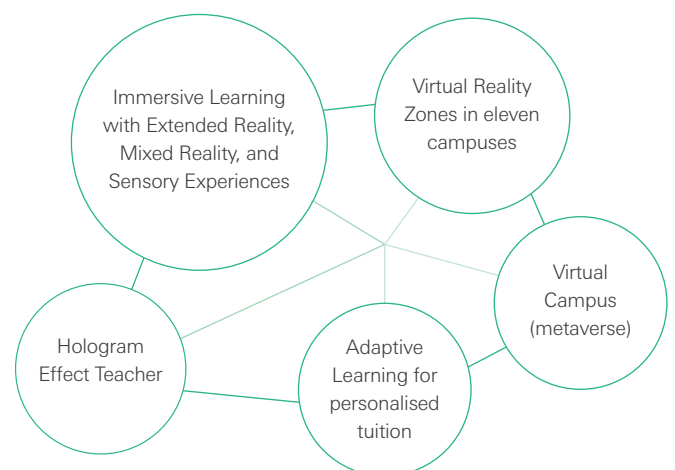 Immersive Learning
with Extended Reality,
Mixed Reality, and
Sensory Experiences
Virtual Reality
Zones in eleven
campuses
Virtual
Campus
(metaverse)
Hologram
Effect Teacher
Adaptive
Learning for
personalised
tuition